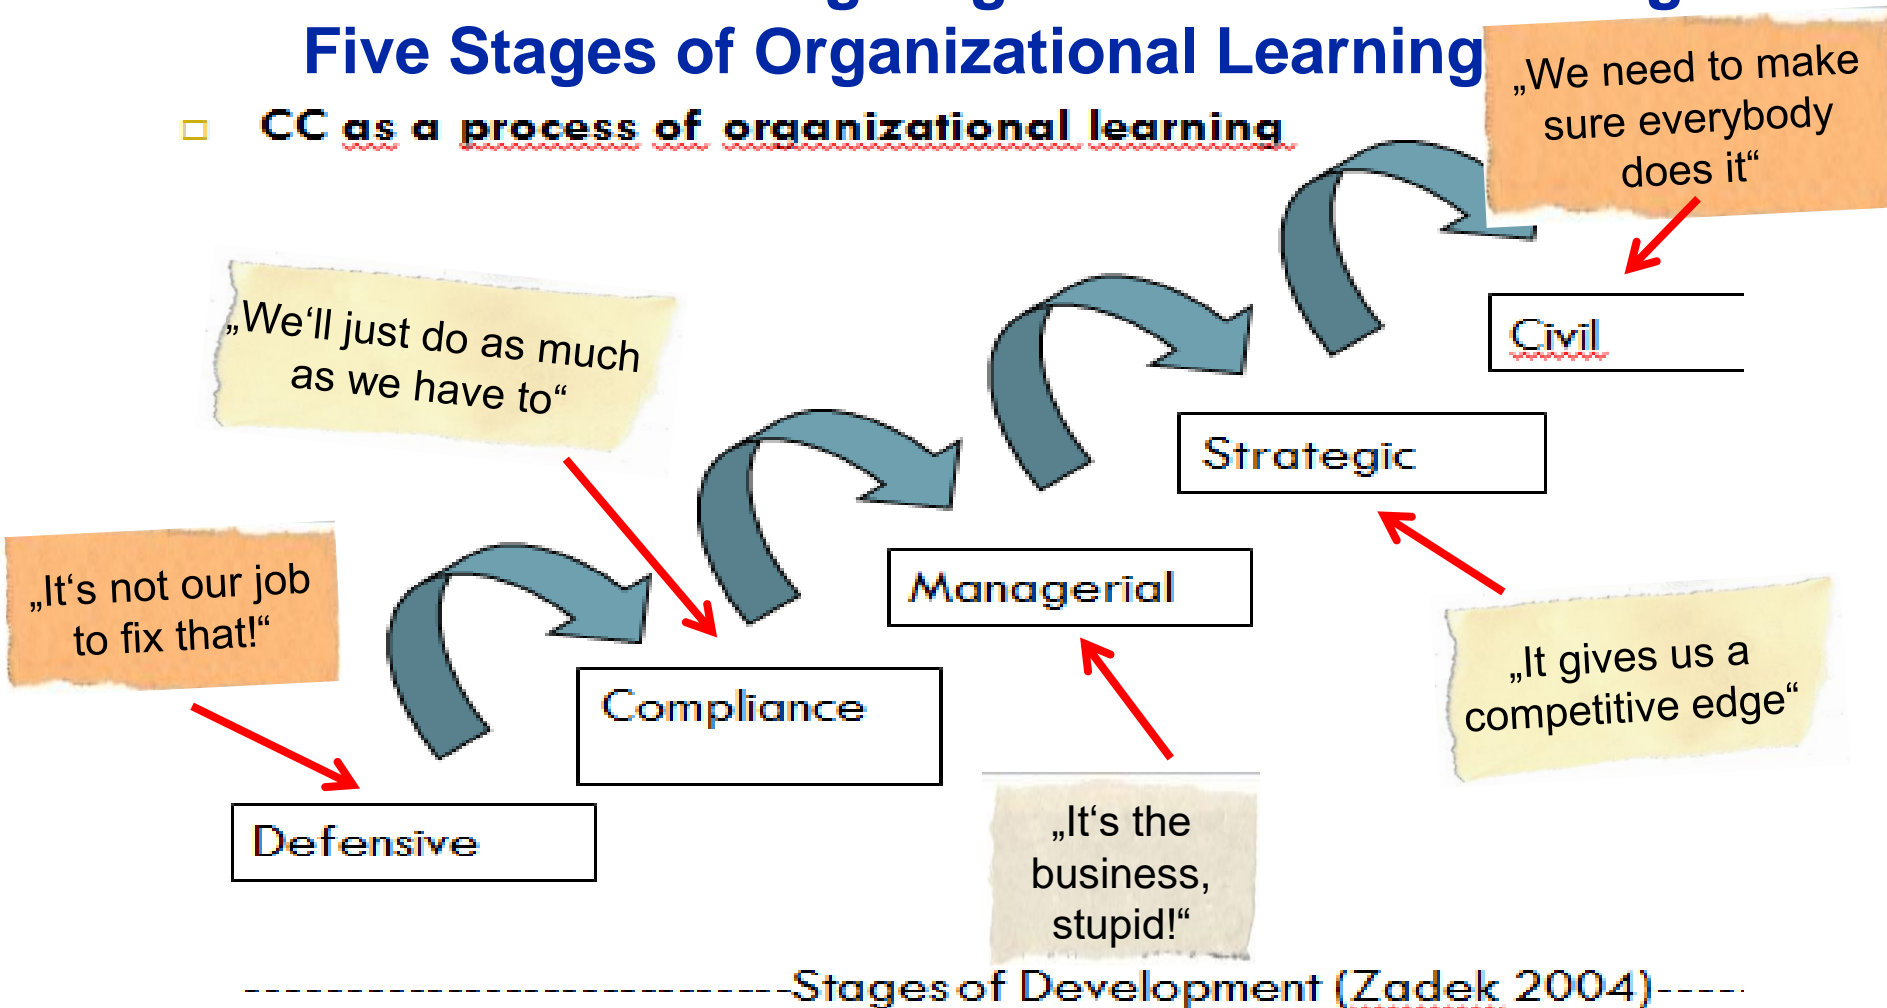 Five Stages of Organizational Learning
CC as a process of organizational learning
„We need to make
sure everybody
does it“
„We‘ll just do as much
as we have to“
Civil
Strategic
„It‘s not our job
to fix that!“
Managerial
„It gives us a
competitive edge“
Compliance
„It‘s the
business,
stupid!“
Defensive
----------------------------Stages of Development (Zadek 2004)-----